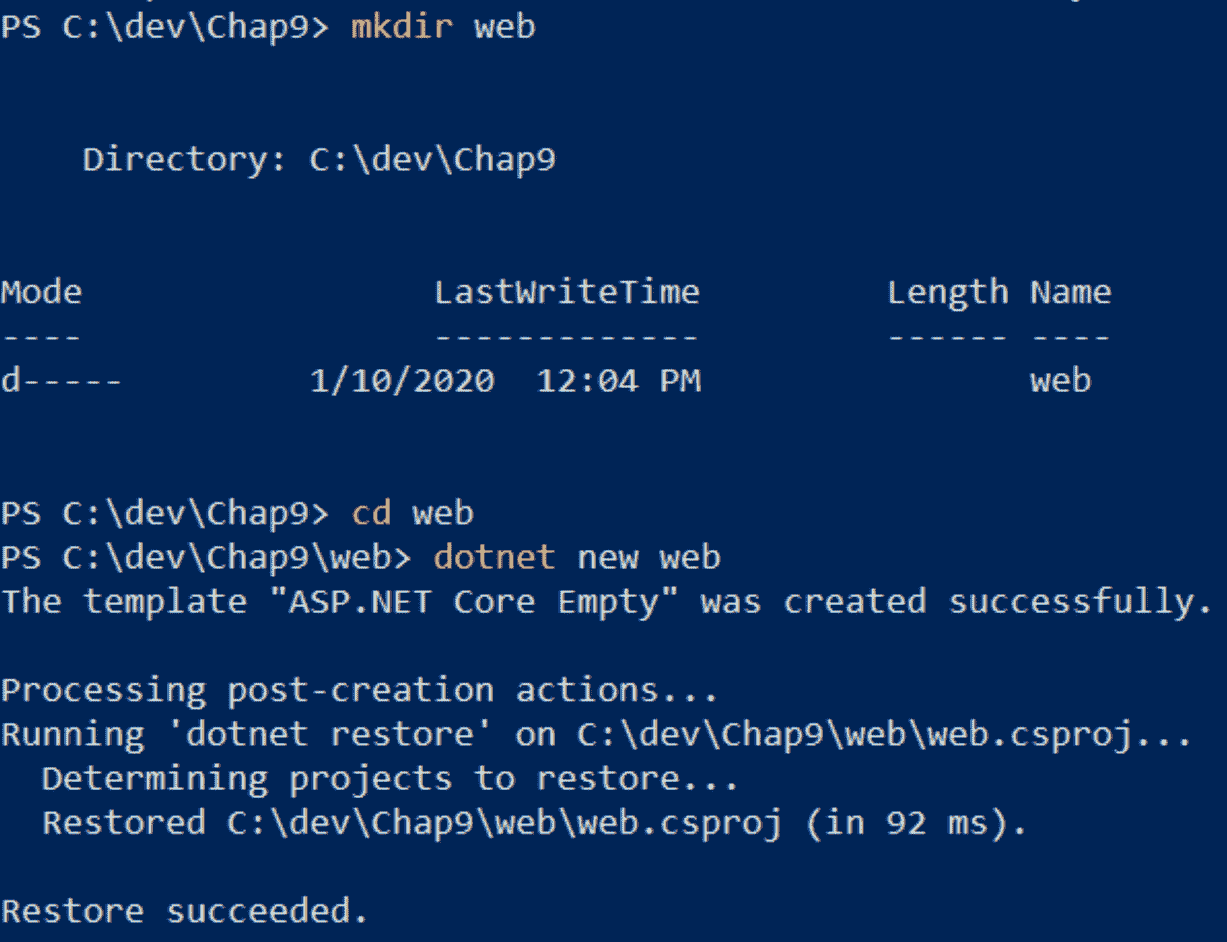 PS C:\dev\Chap9> mkdir web
    Directory: C:\dev\Chap9
Mode                 LastWriteTime         Length Name
----                 -------------         ------ ----
d-----         1/10/2020  12:04 PM                web
PS C:\dev\Chap9> cd web
PS C:\dev\Chap9\web> dotnet new web
The template "ASP.NET Core Empty" was created successfully.
Processing post-creation actions...
Running 'dotnet restore' on C:\dev\Chap9\web\web.csproj...
  Determining projects to restore...
  Restored C:\dev\Chap9\web\web.csproj (in 92 ms).
Restore succeeded.